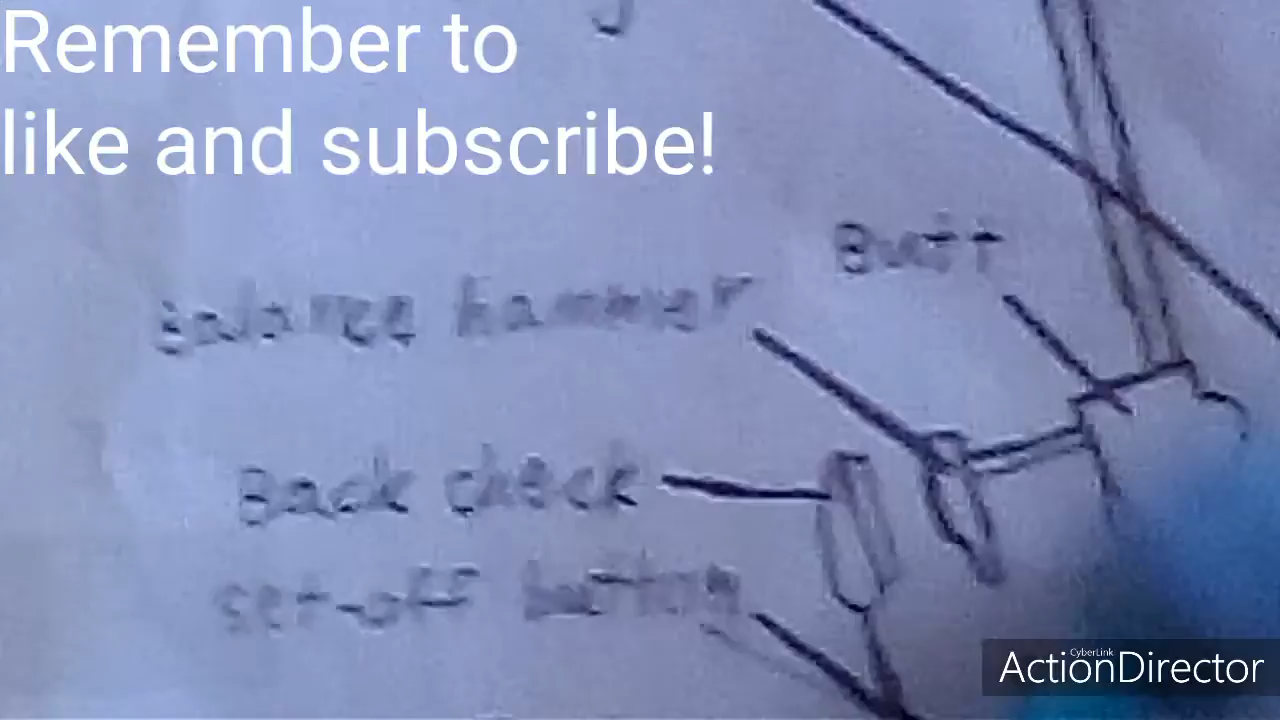 Remember to
like and subscribe!
Butt
Balance hammer
Back check
set-off button
CyberLink
ActionDirector